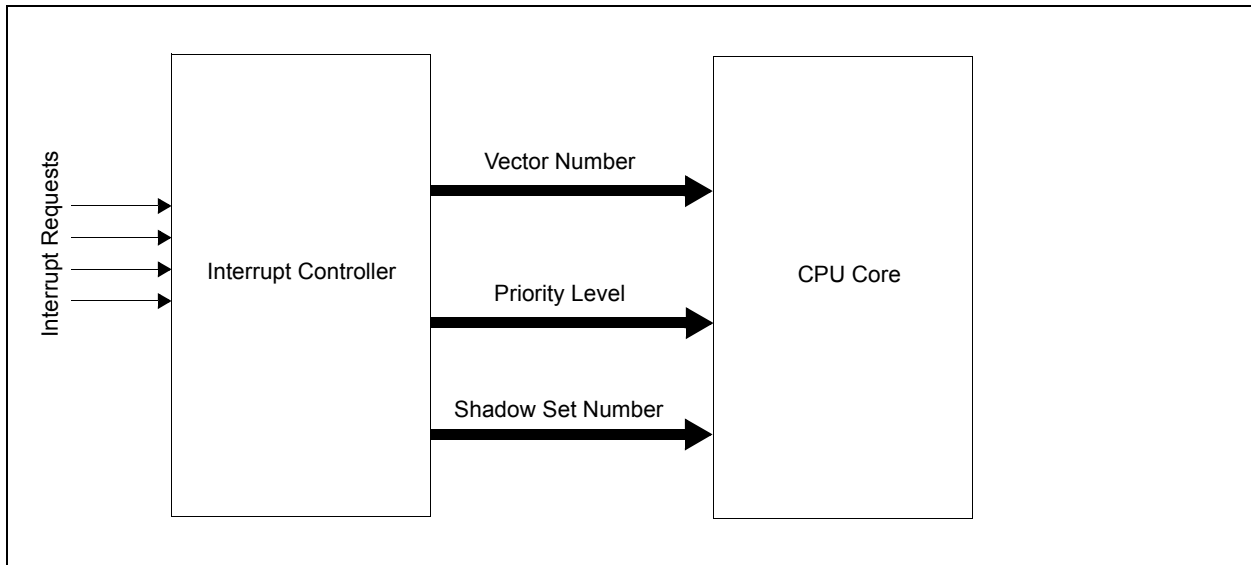 Interrupt Requests
Interrupt Controller
Vector Number
Priority Level
Shadow Set Number
CPU Core